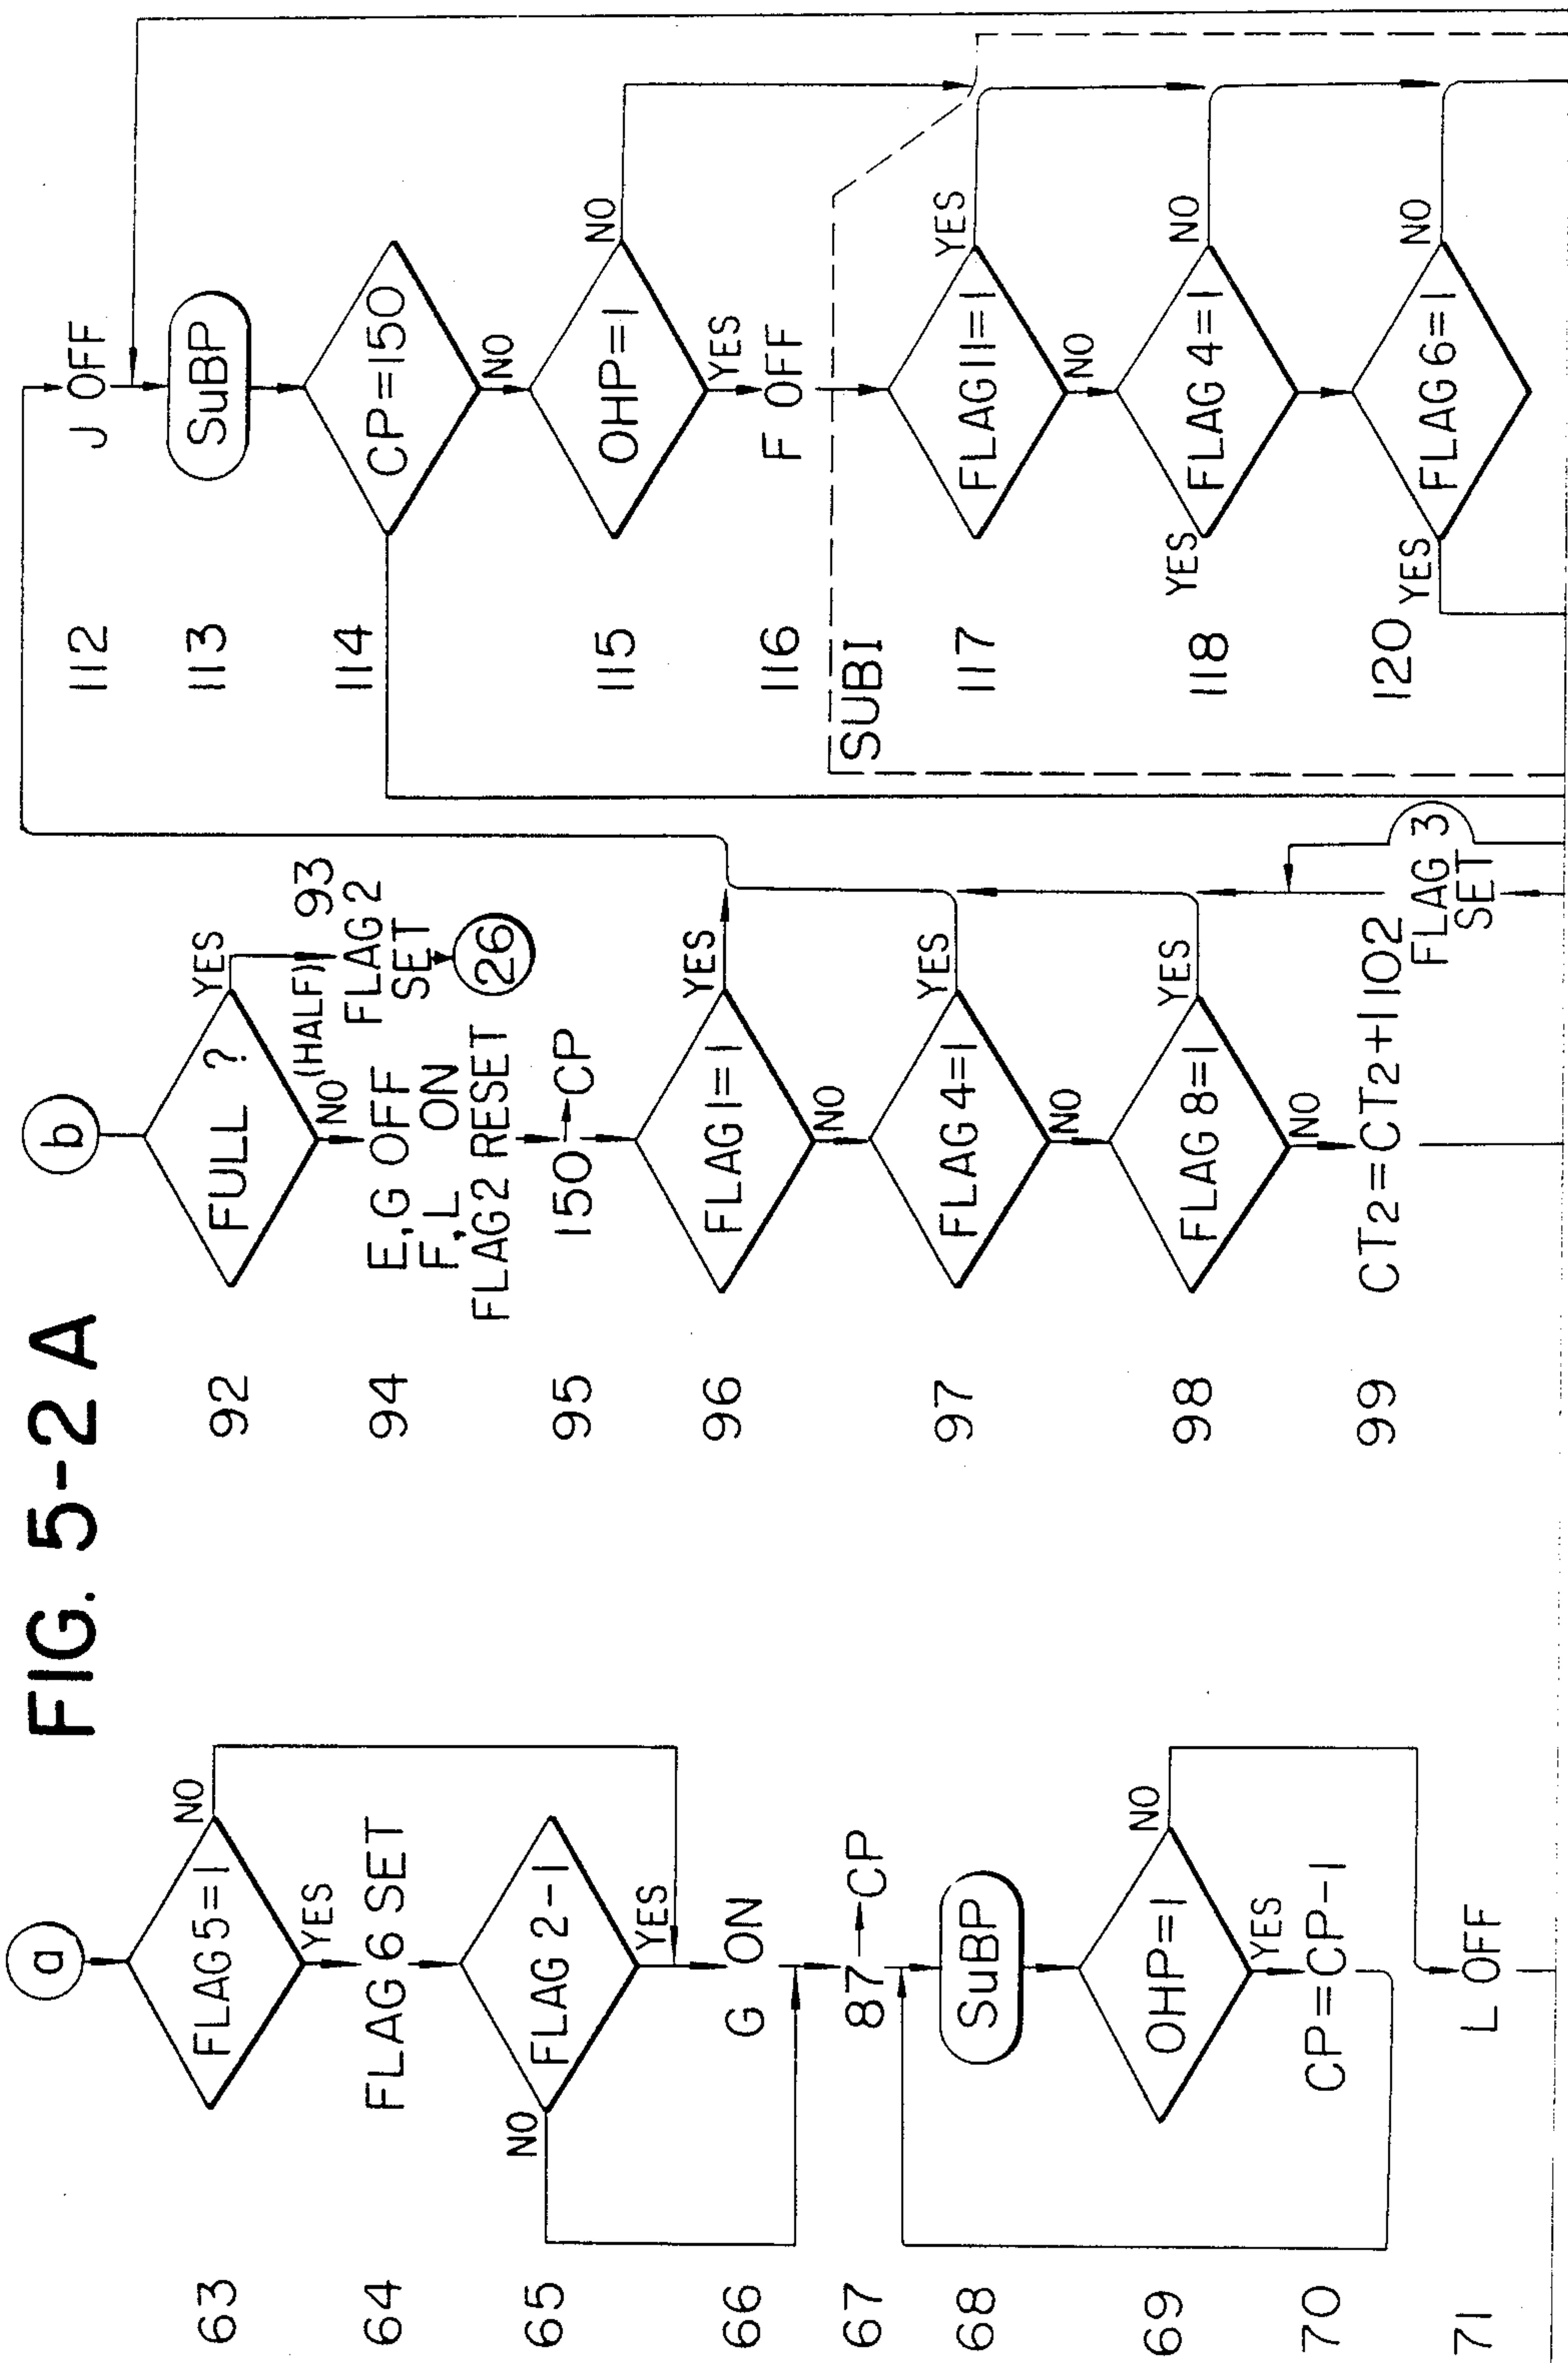 FIG. 5-2 A
a
63
FLAG 5=1
NO
YES
64
FLAG 6 SET
65
FLAG 2-1
NO
YES
66
G ON
67
87→CP
68
SuBP
69
OHP=1
NO
YES
70
CP=CP-1
71
L OFF
b
92
FULL ?
YES
NO
(HALF)
93
FLAG 2
SET
26
94
E,G OFF
F,L ON
FLAG2 RESET
95
150→CP
96
FLAG 1=1
YES
NO
97
FLAG 4=1
YES
NO
98
FLAG 8=1
YES
NO
99
CT2=CT2+1
102
FLAG 3
SET
112
J OFF
113
SuBP
114
CP=150
NO
115
OHP=1
NO
YES
116
F OFF
SUBI
117
FLAG 11=1
YES
NO
118
YES
FLAG 4=1
NO
120
YES
FLAG 6=1
NO